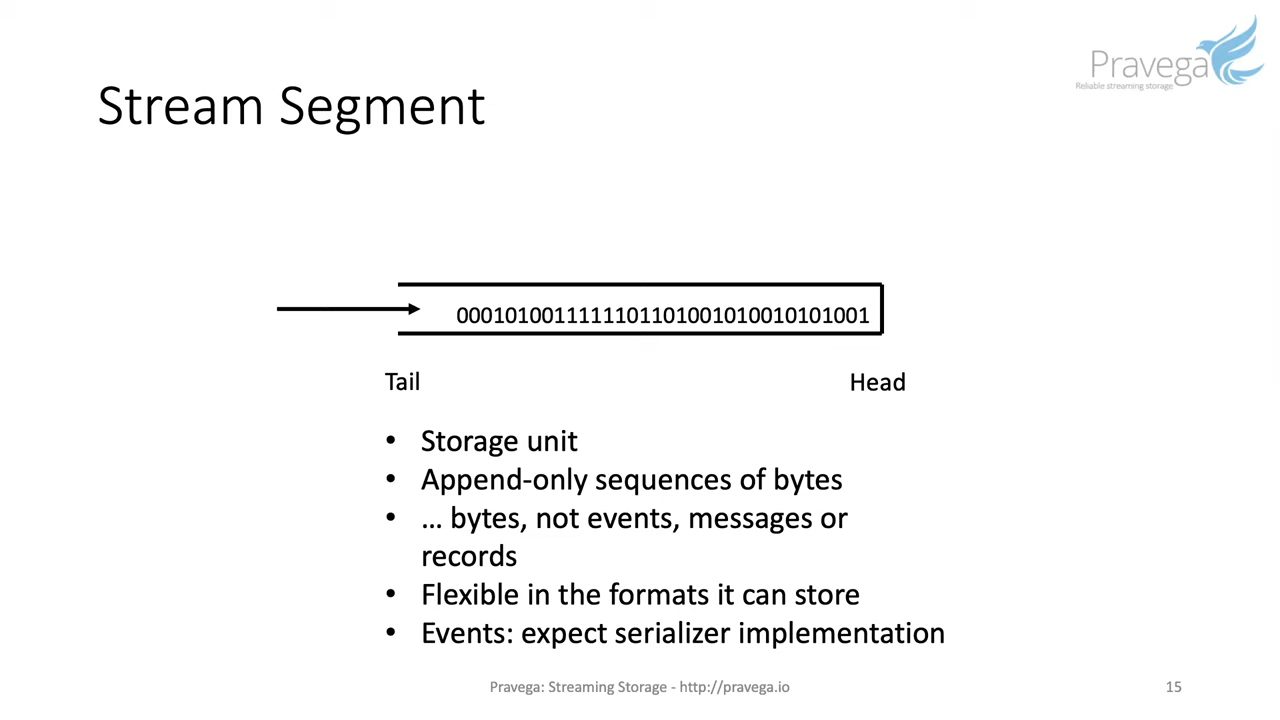 Pravega
Reliable streaming storage
Stream Segment
0001010011111101101001010010101001
Tail
Head
• Storage unit
• Append-only sequences of bytes
• … bytes, not events, messages or
records
• Flexible in the formats it can store
• Events: expect serializer implementation
Pravega: Streaming Storage - http://pravega.io
15